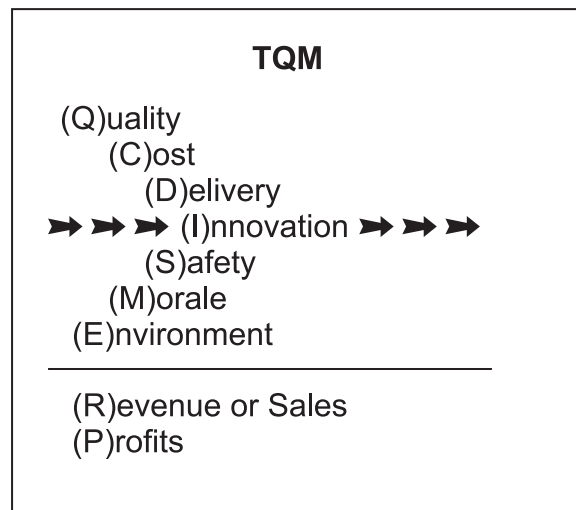 TQM
(Q)uality
(C)ost
(D)elivery
(I)nnovation
(S)afety
(M)orale
(E)nvironment
(R)evenue or Sales
(P)rofits